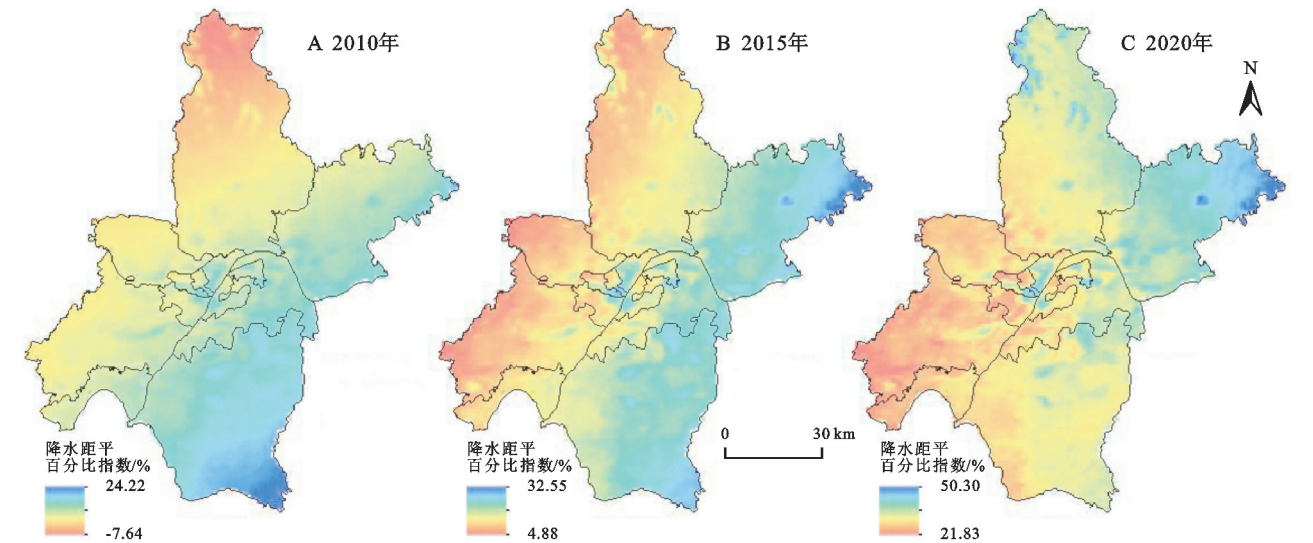 A 2010年
B 2015年
C 2020年
N
降水距平
百分比指数/%
24.22
-7.64
降水距平
百分比指数/%
32.55
4.88
0 30 km
降水距平
百分比指数/%
50.30
21.83